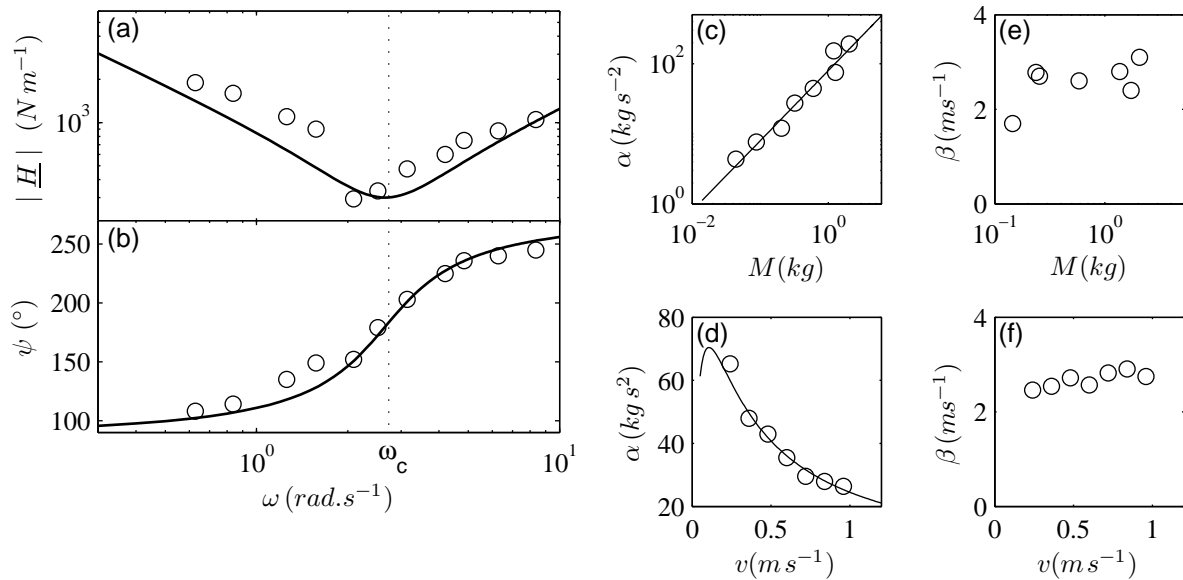 (a)
| H | (N m⁻¹)
10³
(b)
ψ (°)
250
200
150
100
10⁰
ω_c
10¹
ω (rad.s⁻¹)
(c)
α (kg s⁻²)
10²
10⁰
10⁻²
10⁰
M (kg)
(e)
β (ms⁻¹)
4
2
0
10⁻¹
10⁰
M (kg)
(d)
α (kg s²)
80
60
40
20
0
0.5
1
v(m s⁻¹)
(f)
β (ms⁻¹)
4
2
0
0
0.5
1
v(m s⁻¹)